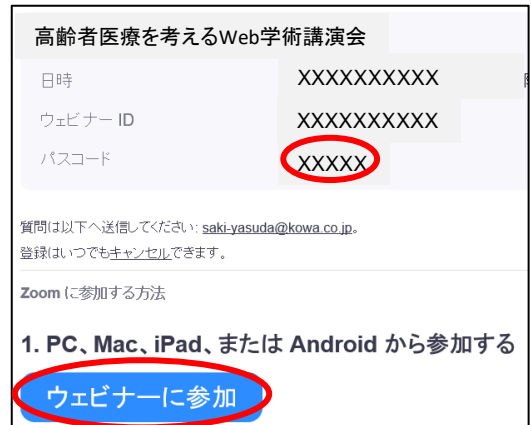 高齢者医療を考えるWeb学術講演会
日時 XXXXXXXXXX
ウェビナー ID XXXXXXXXXX
パスコード XXXXX
質問は以下へ送信してください: saki-yasuda@kowa.co.jp。
登録はいつでもキャンセルできます。
Zoom に参加する方法
1. PC、Mac、iPad、または Android から参加する
ウェビナーに参加